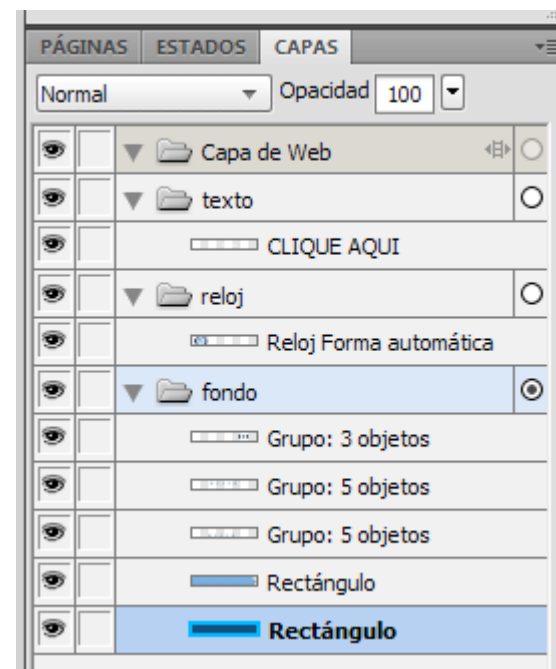 PÁGINAS ESTADOS CAPAS
Normal Opacidad 100
Capa de Web
texto
CLIQUE AQUI
reloj
Reloj Forma automática
fondo
Grupo: 3 objetos
Grupo: 5 objetos
Grupo: 5 objetos
Rectángulo
Rectángulo